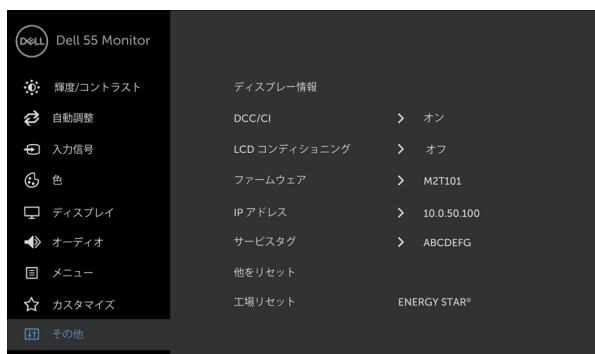 DELL Dell 55 Monitor
輝度/コントラスト
自動調整
入力信号
色
ディスプレイ
オーディオ
メニュー
カスタマイズ
その他
ディスプレー情報
DCC/CI オン
LCD コンディショニング オフ
ファームウェア M2T101
IP アドレス 10.0.50.100
サービスタグ ABCDEFG
他をリセット
工場リセット ENERGY STAR®